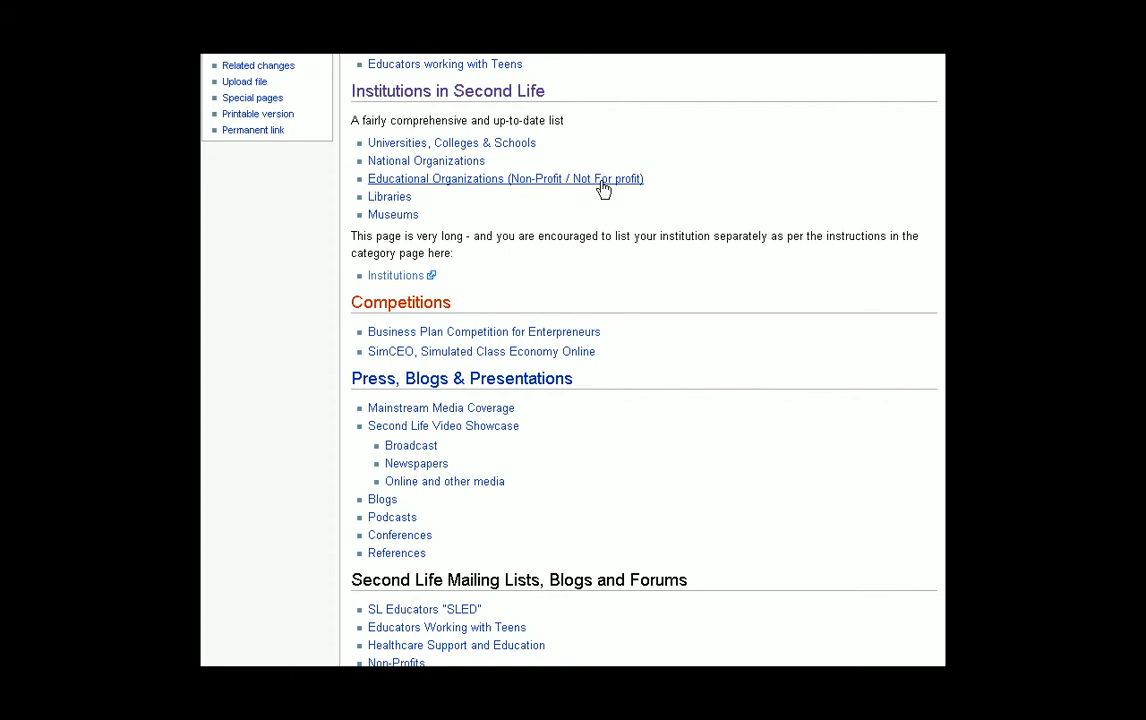 Related changes
Upload file
Special pages
Printable version
Permanent link
Educators working with Teens
Institutions in Second Life
A fairly comprehensive and up-to-date list
Universities, Colleges & Schools
National Organizations
Educational Organizations (Non-Profit / Not For profit)
Libraries
Museums
This page is very long - and you are encouraged to list your institution separately as per the instructions in the
category page here:
Institutions
Competitions
Business Plan Competition for Enterpreneurs
SimCEO, Simulated Class Economy Online
Press, Blogs & Presentations
Mainstream Media Coverage
Second Life Video Showcase
Broadcast
Newspapers
Online and other media
Blogs
Podcasts
Conferences
References
Second Life Mailing Lists, Blogs and Forums
SL Educators "SLED"
Educators Working with Teens
Healthcare Support and Education
Non-Profits